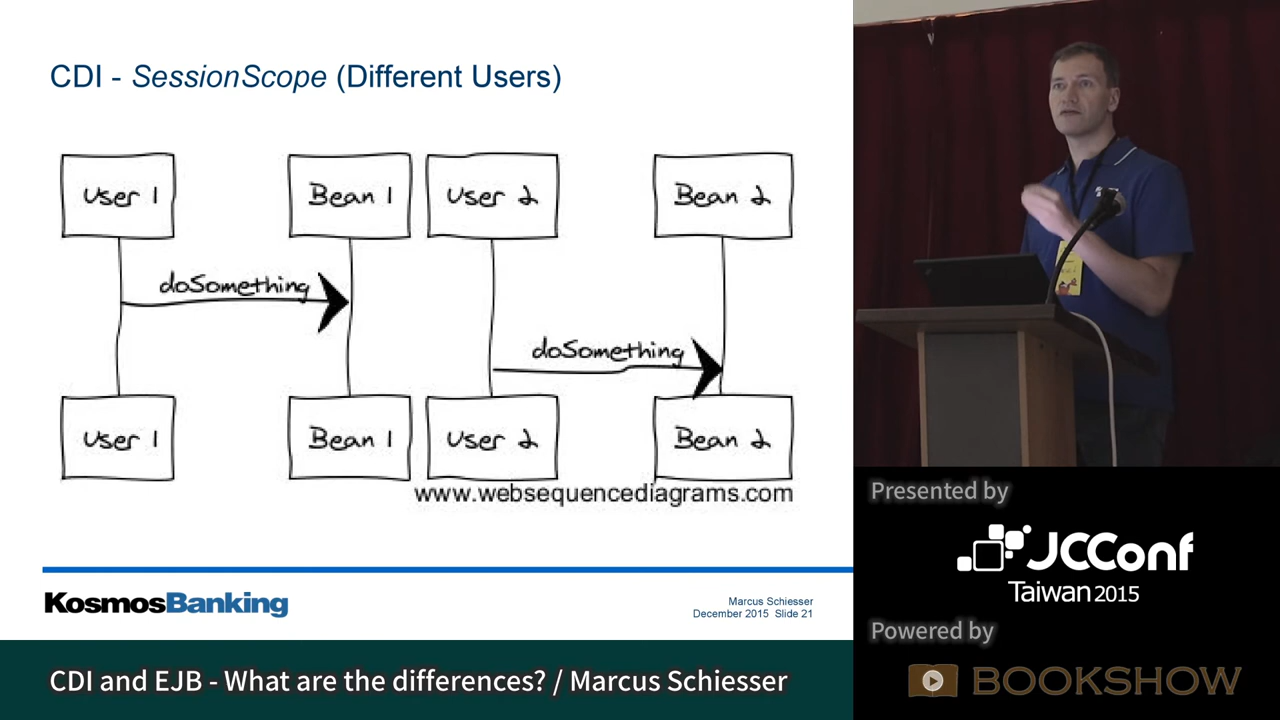 CDI - SessionScope (Different Users)
User 1
Bean 1
User 2
Bean 2
doSomething
doSomething
User 1
Bean 1
User 2
Bean 2
www.websequencediagrams.com
KosmosBanking
Marcus Schiesser
December 2015 Slide 21
CDI and EJB - What are the differences? / Marcus Schiesser
Presented by
JCConf
Taiwan 2015
Powered by
BOOKSHOW